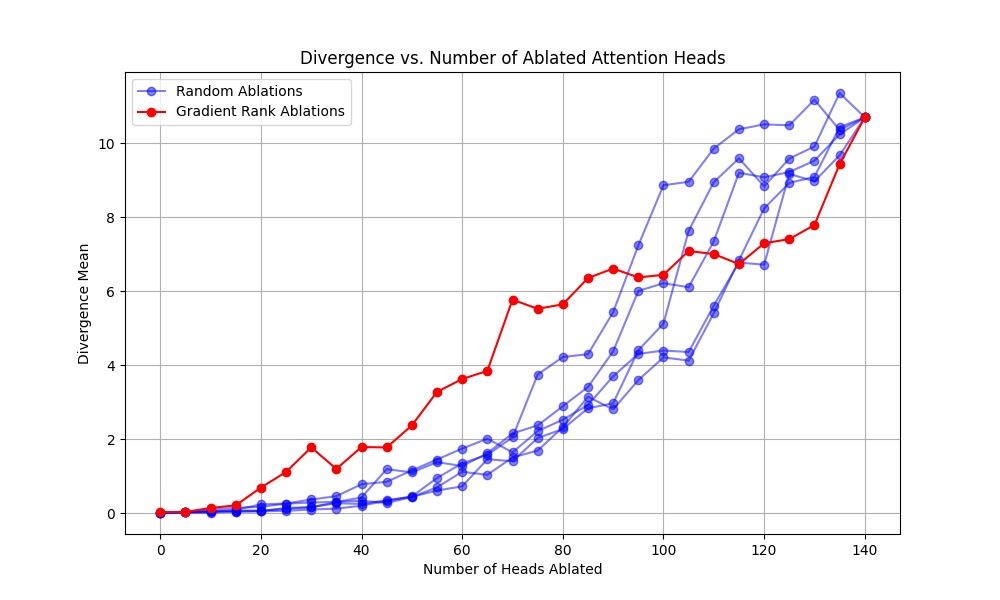 Divergence vs. Number of Ablated Attention Heads
Random Ablations
Gradient Rank Ablations
Divergence Mean
10
8
6
4
2
0
0 20 40 60 80 100 120 140
Number of Heads Ablated